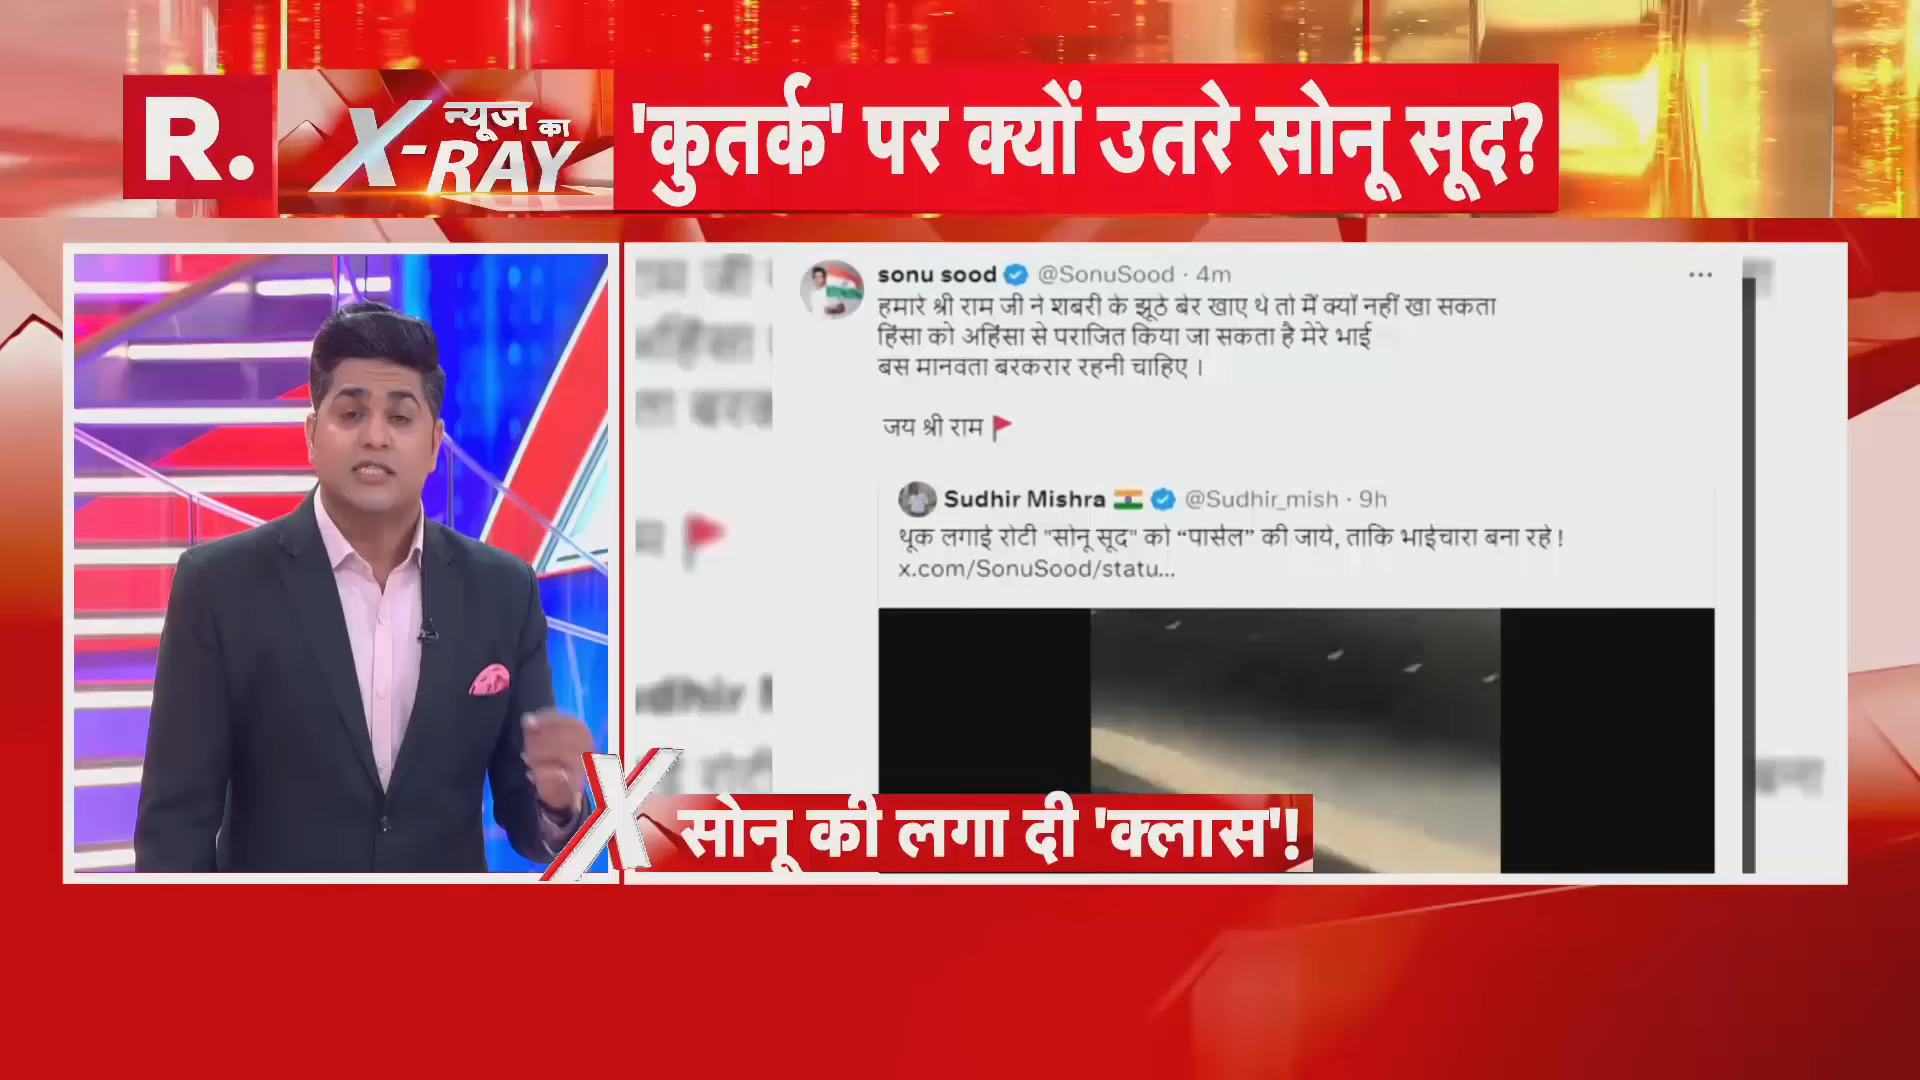 R.
न्यूज का
X-RAY
'कुतर्क' पर क्यों उतरे सोनू सूद?
sonu sood @SonuSood · 4m
हमारे श्री राम जी ने शबरी के झूठे बेर खाए थे तो मैं क्यों नहीं खा सकता
हिंसा को अहिंसा से पराजित किया जा सकता है मेरे भाई
बस मानवता बरकरार रहनी चाहिए ।
जय श्री राम
Sudhir Mishra @Sudhir_mish · 9h
थूक लगाई रोटी "सोनू सूद" को “पार्सल” की जाये, ताकि भाईचारा बना रहे !
x.com/SonuSood/statu...
X सोनू की लगा दी 'क्लास'!